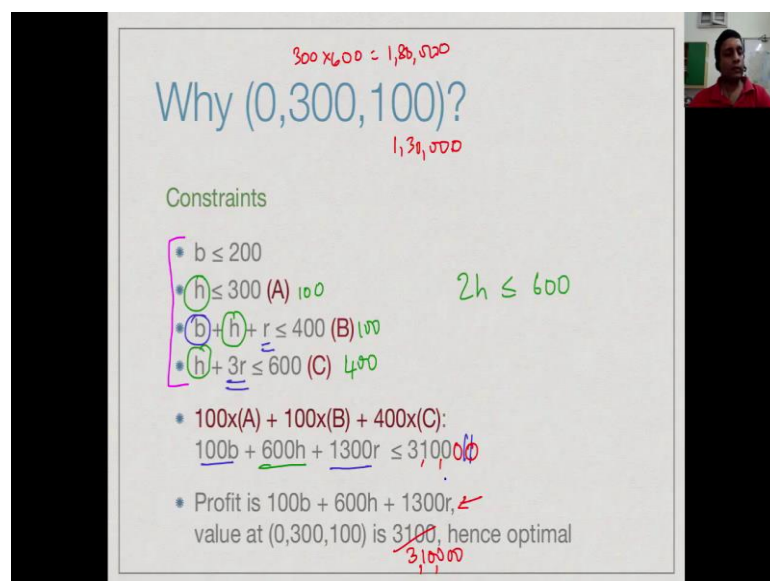 300 x 600 = 1,80,000
Why (0,300,100)?
1,30,000
Constraints
b ≤ 200
h ≤ 300 (A) 100
2h ≤ 600
b + h + r ≤ 400 (B) 100
h + 3r ≤ 600 (C) 400
100x(A) + 100x(B) + 400x(C):
100b + 600h + 1300r ≤ 310000
Profit is 100b + 600h + 1300r,
value at (0,300,100) is 3100, hence optimal
3,10,000